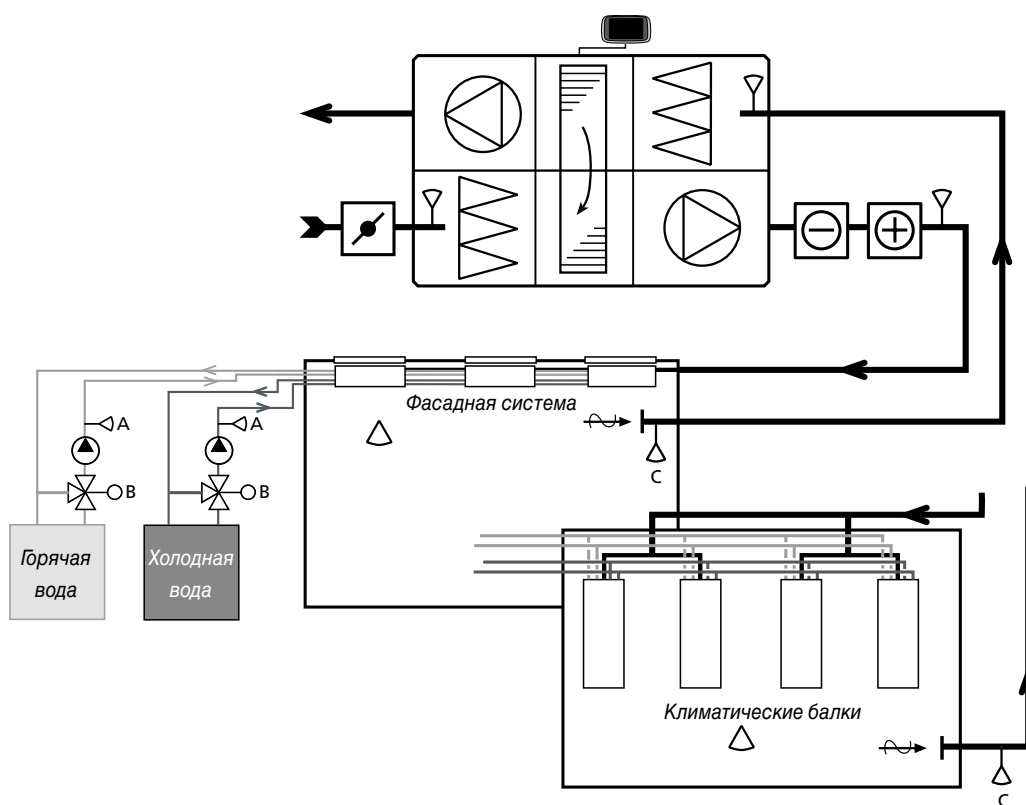 Фасадная система
A
A
C
B
B
Горячая
вода
Холодная
вода
Климатические балки
C